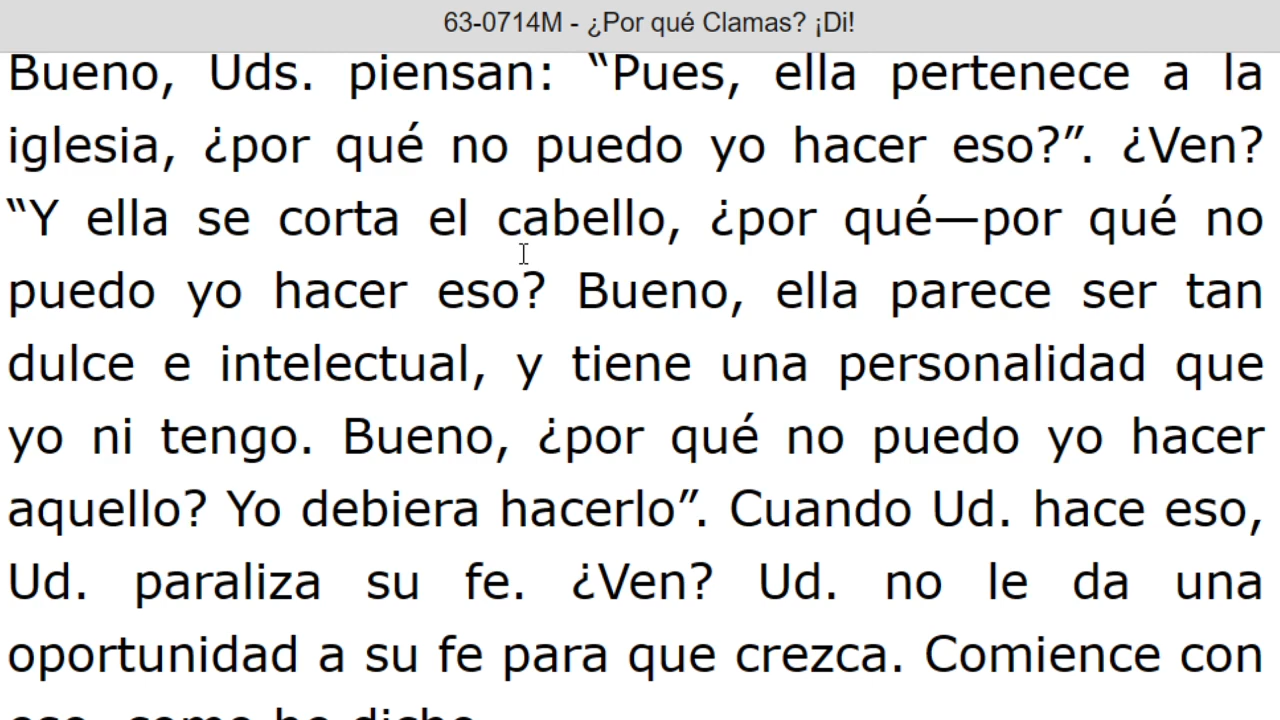 63-0714M - ¿Por qué Clamas? ¡Di!
Bueno, Uds. piensan: “Pues, ella pertenece a la
iglesia, ¿por qué no puedo yo hacer eso?”. ¿Ven?
“Y ella se corta el cabello, ¿por qué—por qué no
puedo yo hacer eso? Bueno, ella parece ser tan
dulce e intelectual, y tiene una personalidad que
yo ni tengo. Bueno, ¿por qué no puedo yo hacer
aquello? Yo debiera hacerlo”. Cuando Ud. hace eso,
Ud. paraliza su fe. ¿Ven? Ud. no le da una
oportunidad a su fe para que crezca. Comience con
eso, como he dicho